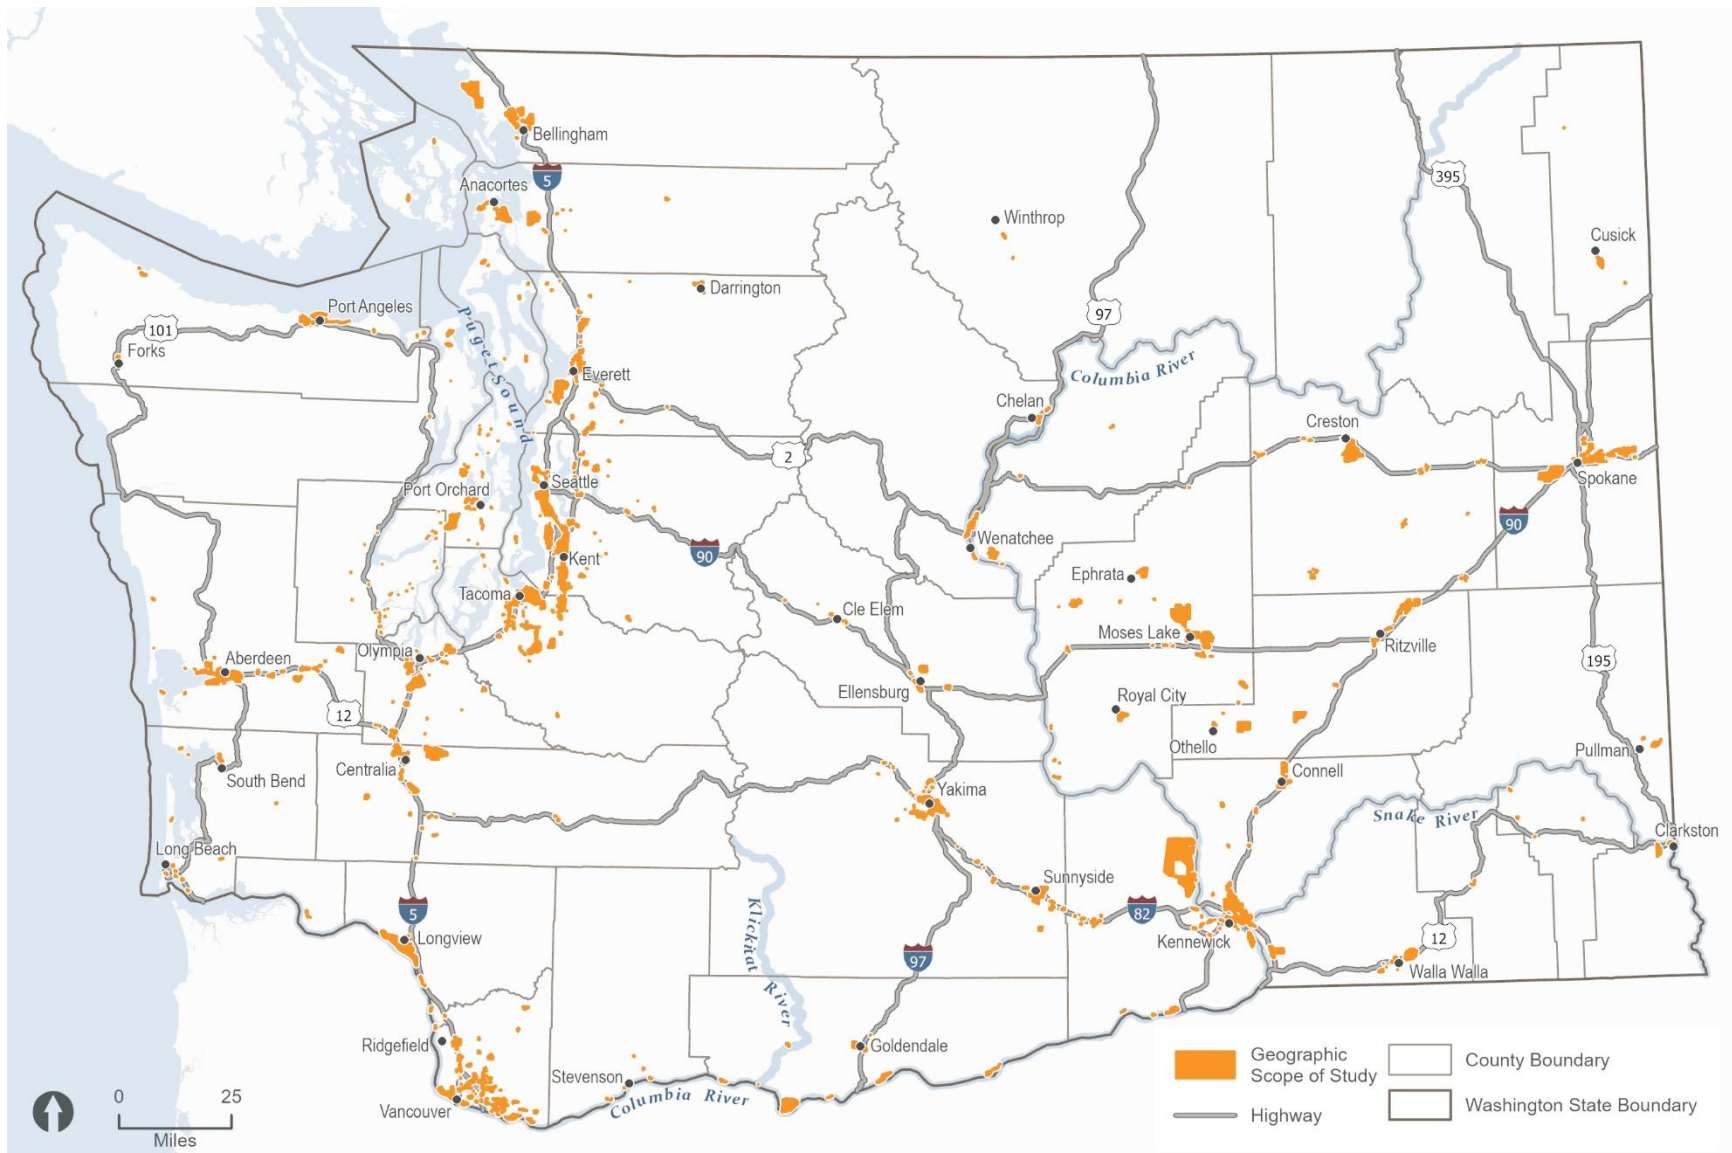 Bellingham
5
Anacortes
Winthrop
395
Cusick
Darrington
Port Angeles
97
101
Forks
Puget Sound
Everett
Columbia River
Chelan
Creston
2
Spokane
Port Orchard
Seattle
90
Wenatchee
90
Kent
Ephrata
Tacoma
Cle Elem
Moses Lake
Ritzville
Aberdeen
Olympia
195
Ellensburg
Royal City
12
Othello
Pullman
Centralia
South Bend
Connell
Yakima
Snake River
Clarkston
Long Beach
Sunnyside
5
82
Klickitat River
Longview
Kennewick
12
97
Walla Walla
Ridgefield
Goldendale
Stevenson
Columbia River
Vancouver
0 25
Miles
Geographic
Scope of Study
Highway
County Boundary
Washington State Boundary